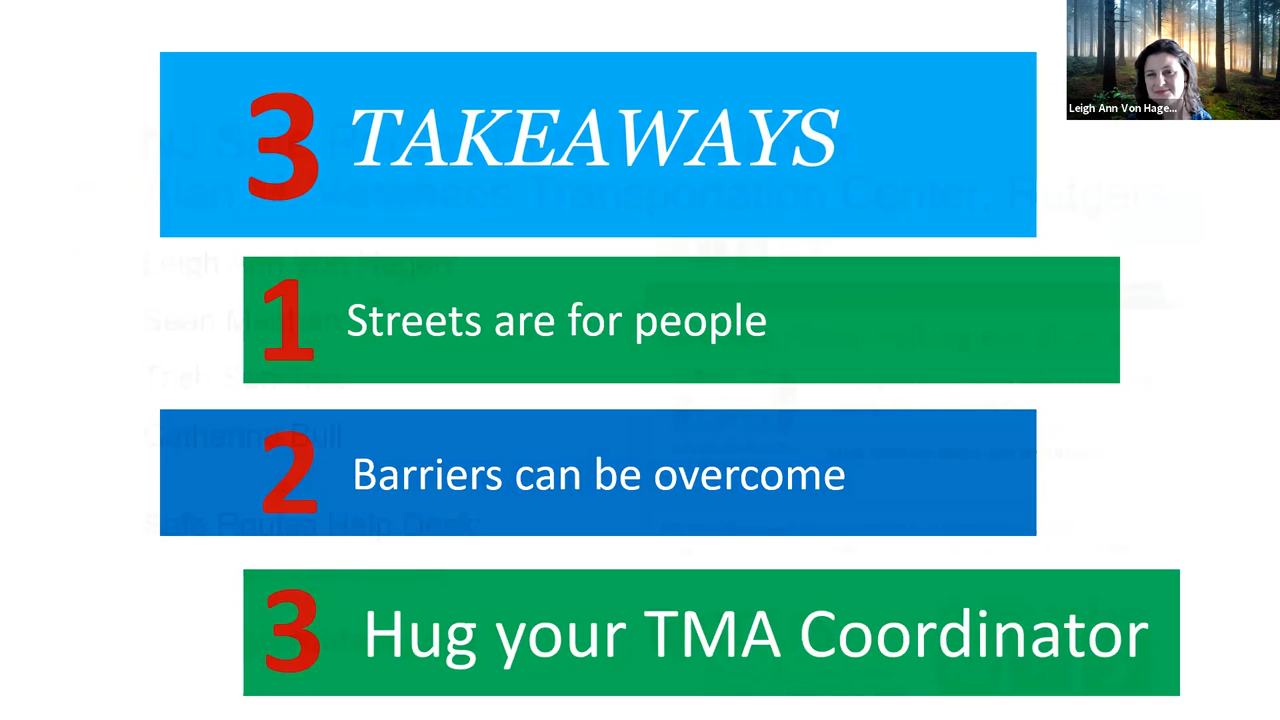 Leigh Ann Von Hage...
3 TAKEAWAYS
1 Streets are for people
2 Barriers can be overcome
3 Hug your TMA Coordinator